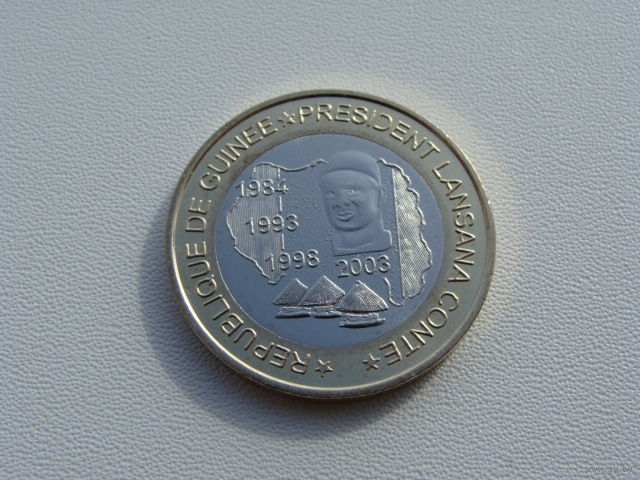 REPUBLIQUE DE GUINEE ★ PRESIDENT LANSANA CONTE ★ ★
1984
1993
1998 2003